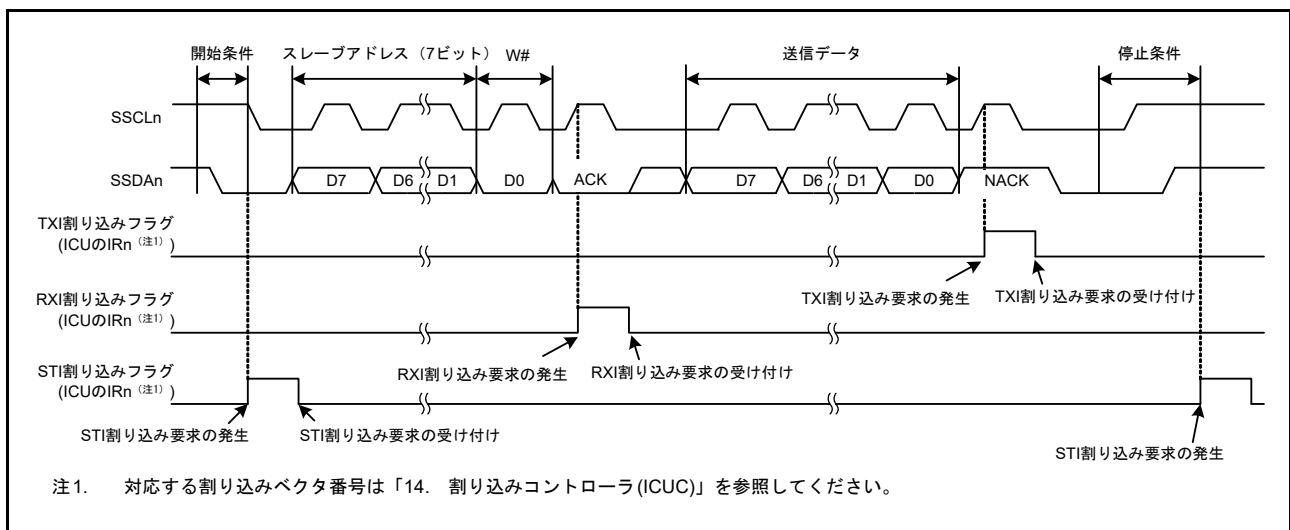 開始条件 スレーブアドレス（7ビット） W# 送信データ 停止条件
SSCLn
SSDAn D7 D6 D1 D0 ACK D7 D6 D1 D0 NACK
TXI割り込みフラグ
(ICUのIRn（注1）)
TXI割り込み要求の発生 TXI割り込み要求の受け付け
RXI割り込みフラグ
(ICUのIRn（注1）)
RXI割り込み要求の発生 RXI割り込み要求の受け付け
STI割り込みフラグ
(ICUのIRn（注1）)
STI割り込み要求の発生 STI割り込み要求の受け付け
STI割り込み要求の発生
注1. 対応する割り込みベクタ番号は「14. 割り込みコントローラ(ICUC)」を参照してください。